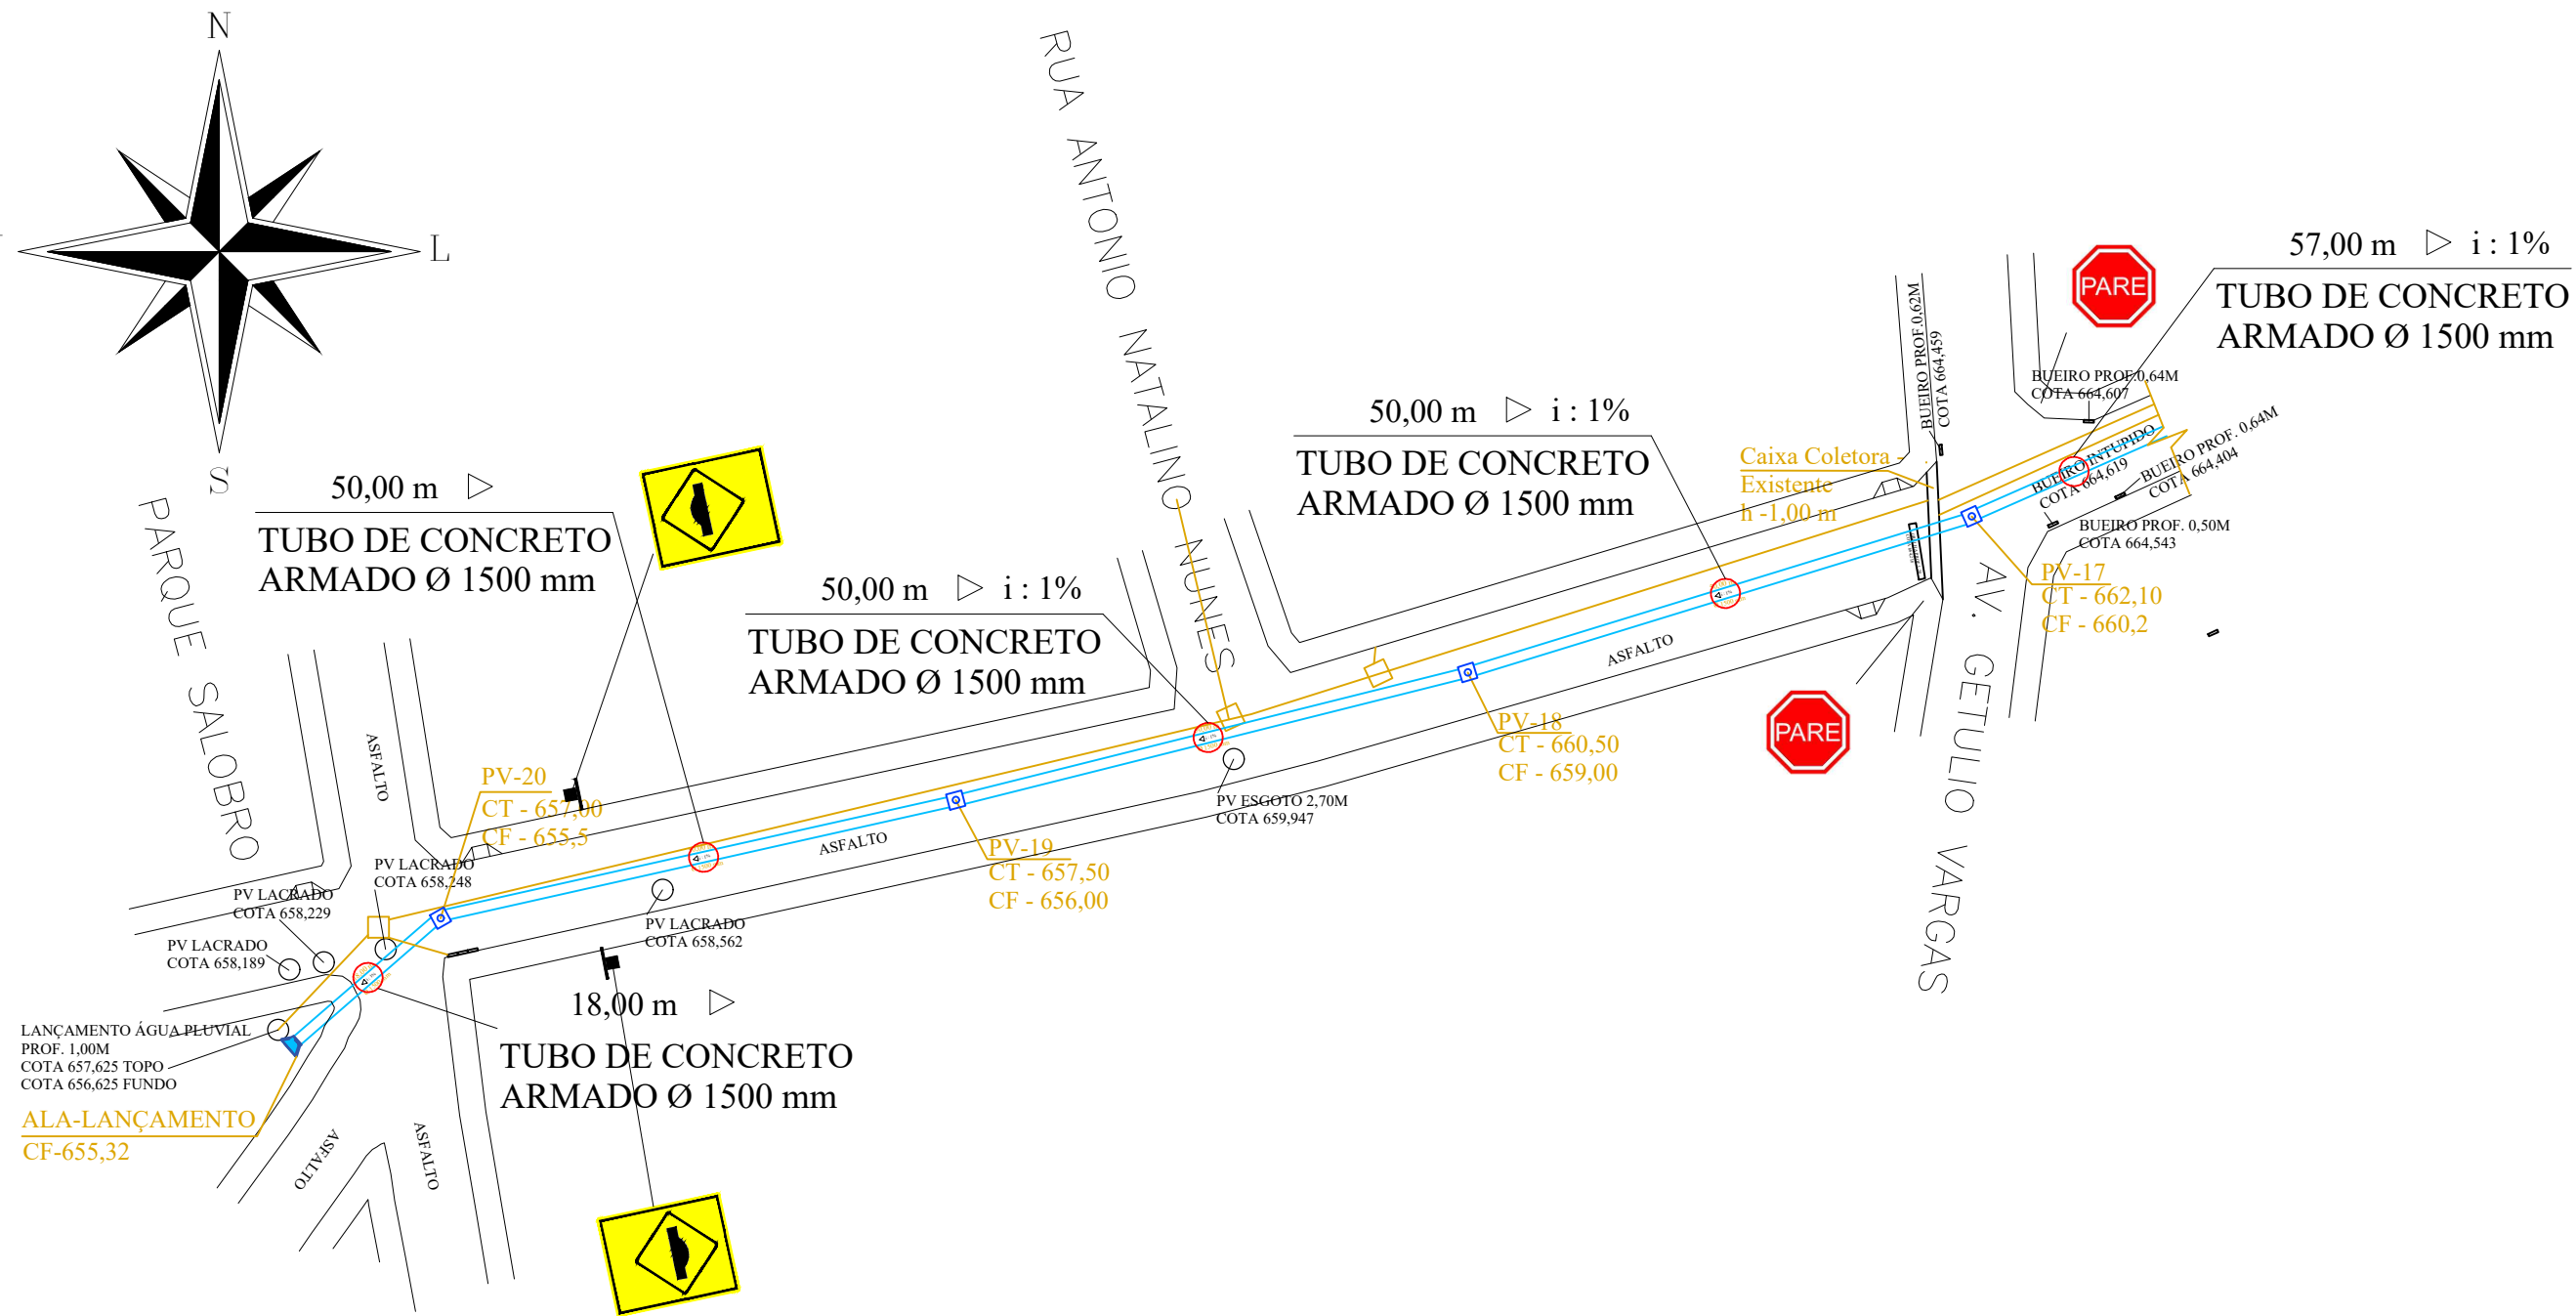 N
L
S
RUA ANTONIO NATALINO NUNES
PARQUE SALOBRO
AV. GETULIO VARGAS
57,00 m ▷ i : 1%
TUBO DE CONCRETO
ARMADO Ø 1500 mm
PARE
BUEIRO PROF.0,62M
COTA 664,459
BUEIRO PROF.0,64M
COTA 664,607
BUEIRO INTUPIDO
COTA 664,619
BUEIRO PROF. 0,64M
COTA 664,404
BUEIRO PROF. 0,50M
COTA 664,543
50,00 m ▷ i : 1%
TUBO DE CONCRETO
ARMADO Ø 1500 mm
Caixa Coletora -
Existente
h -1,00 m
PV-17
CT - 662,10
CF - 660,2
50,00 m ▷
TUBO DE CONCRETO
ARMADO Ø 1500 mm
50,00 m ▷ i : 1%
TUBO DE CONCRETO
ARMADO Ø 1500 mm
ASFALTO
PARE
PV-18
CT - 660,50
CF - 659,00
PV ESGOTO 2,70M
COTA 659,947
ASFALTO
PV-20
CT - 657,00
CF - 655,5
ASFALTO
PV-19
CT - 657,50
CF - 656,00
PV LACRADO
COTA 658,248
PV LACRADO
COTA 658,229
PV LACRADO
COTA 658,189
PV LACRADO
COTA 658,562
18,00 m ▷
TUBO DE CONCRETO
ARMADO Ø 1500 mm
LANÇAMENTO ÁGUA PLUVIAL
PROF. 1,00M
COTA 657,625 TOPO
COTA 656,625 FUNDO
ALA-LANÇAMENTO
CF-655,32
ASFALTO
ASFALTO